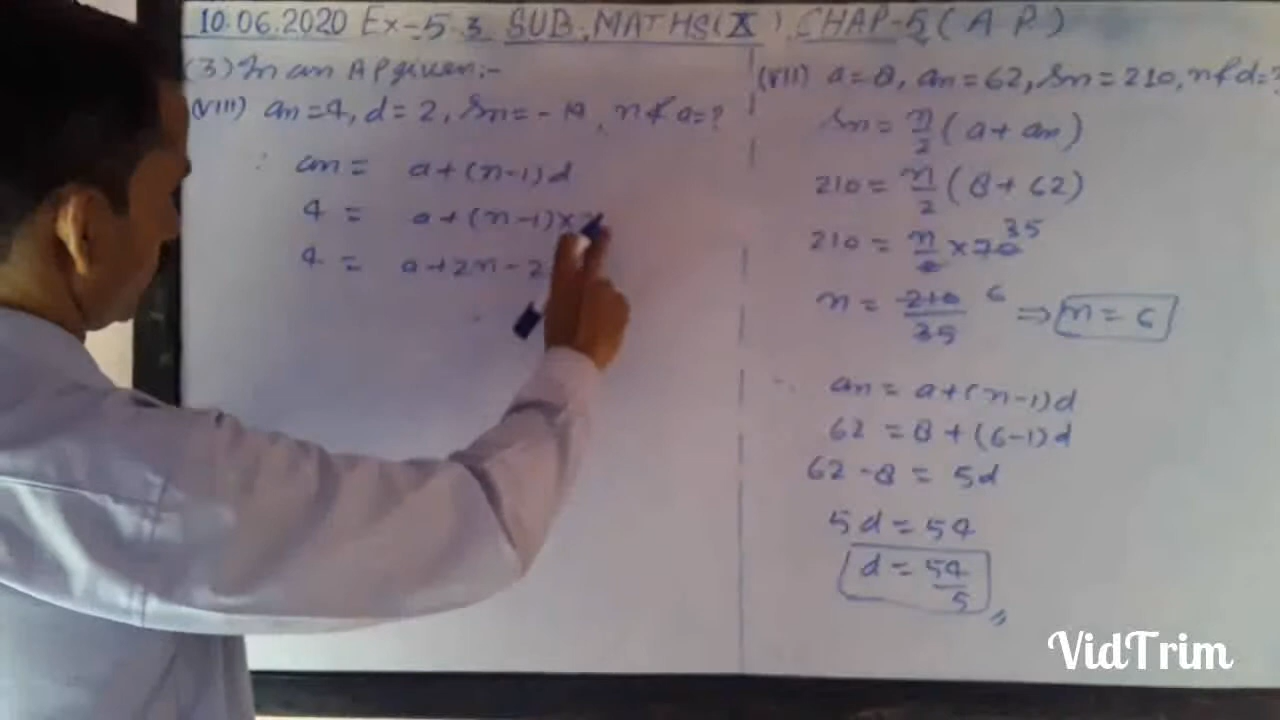 10.06.2020 Ex-5.3 SUB. MATHS(X) CHAP-5(A P.)
(3) In an AP given:-
(VIII) an=4, d=2, Sn=-14, n & a=?
∴ an= a+(n-1)d
4 = a+(n-1)×
4 = a+2n-2
(VII) a=8, an=62, Sn=210, n & d=?
Sn = n/2 (a+an)
210 = n/2 (8+62)
210 = n/2 × 70 35
n = 210/35 6 ⇒ n = 6
∴ an = a+(n-1)d
62 = 8+(6-1)d
62-8 = 5d
5d = 54
d = 54/5 //
VidTrim